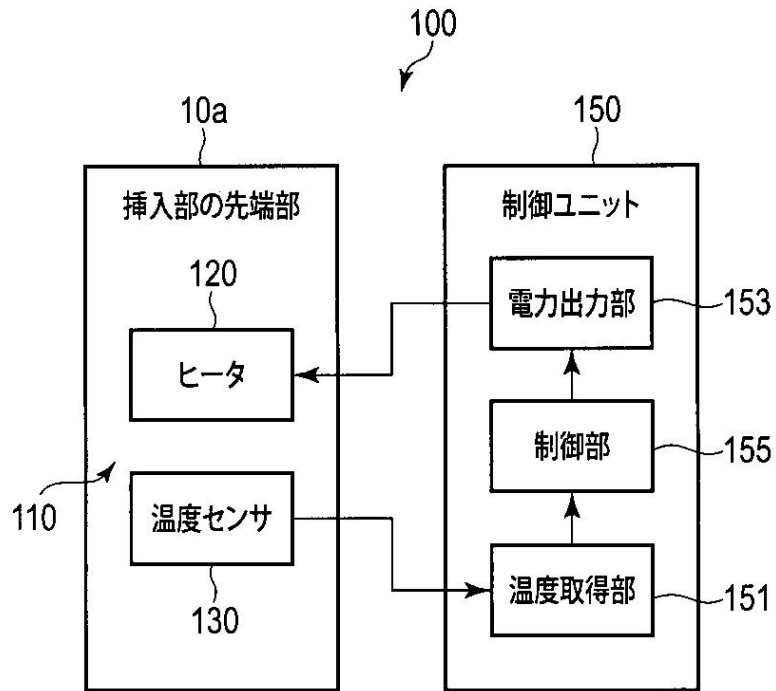 100
10a
150
挿入部の先端部
制御ユニット
120
電力出力部
153
ヒータ
制御部
155
110
温度センサ
130
温度取得部
151